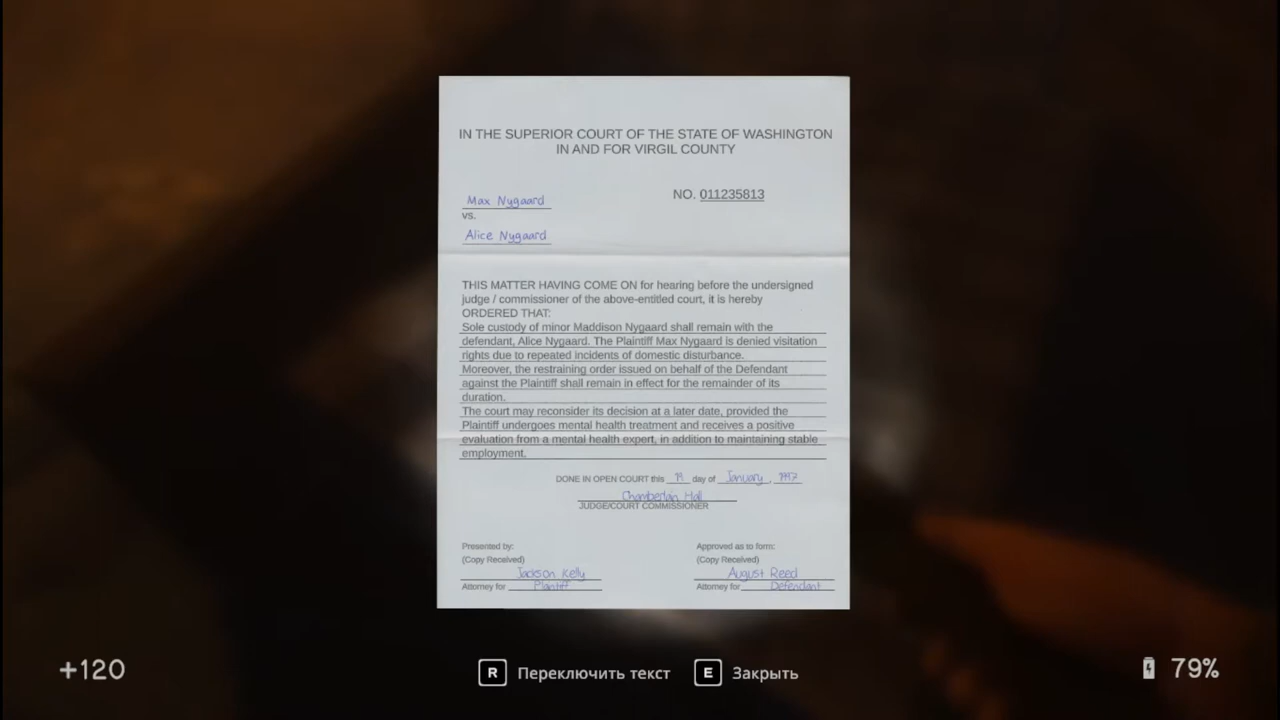 IN THE SUPERIOR COURT OF THE STATE OF WASHINGTON
IN AND FOR VIRGIL COUNTY
NO. 011235813
Max Nygaard
vs.
Alice Nygaard
THIS MATTER HAVING COME ON for hearing before the undersigned
judge / commissioner of the above-entitled court, it is hereby
ORDERED THAT:
Sole custody of minor Maddison Nygaard shall remain with the
defendant, Alice Nygaard. The Plaintiff Max Nygaard is denied visitation
rights due to repeated incidents of domestic disturbance.
Moreover, the restraining order issued on behalf of the Defendant
against the Plaintiff shall remain in effect for the remainder of its
duration.
The court may reconsider its decision at a later date, provided the
Plaintiff undergoes mental health treatment and receives a positive
evaluation from a mental health expert, in addition to maintaining stable
employment.
DONE IN OPEN COURT this day of January, 1997
Chamberlain Hall
JUDGE/COURT COMMISSIONER
Presented by:
(Copy Received)
Jackson Kelly
Attorney for Plaintiff
Approved as to form:
(Copy Received)
August Reed
Attorney for Defendant
+120
R Переключить текст E Закрыть
79%